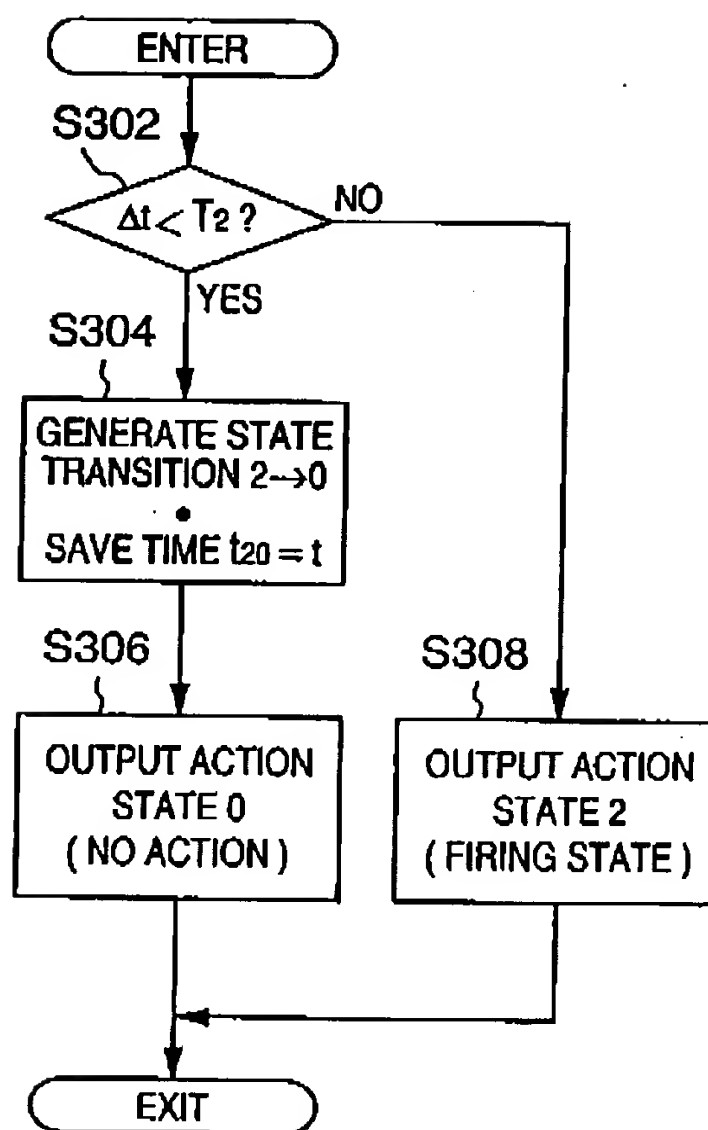 ENTER
S302
Δt < T2 ?
NO
YES
S304
GENERATE STATE
TRANSITION 2→0
•
SAVE TIME t20 = t
S306
OUTPUT ACTION
STATE 0
( NO ACTION )
S308
OUTPUT ACTION
STATE 2
( FIRING STATE )
EXIT